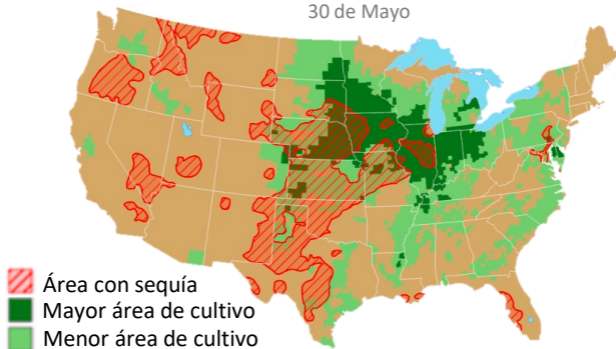 30 de Mayo
Área con sequía
Mayor área de cultivo
Menor área de cultivo